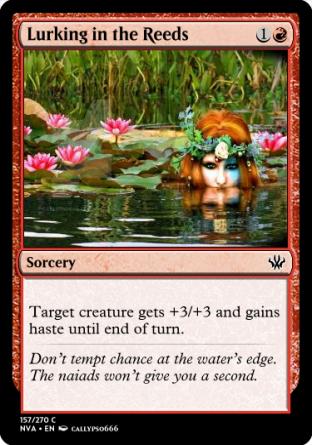 Lurking in the Reeds 1
Sorcery
Target creature gets +3/+3 and gains
haste until end of turn.
Don't tempt chance at the water's edge.
The naiads won't give you a second.
157/270 C
NVA • EN CALLYPSO666